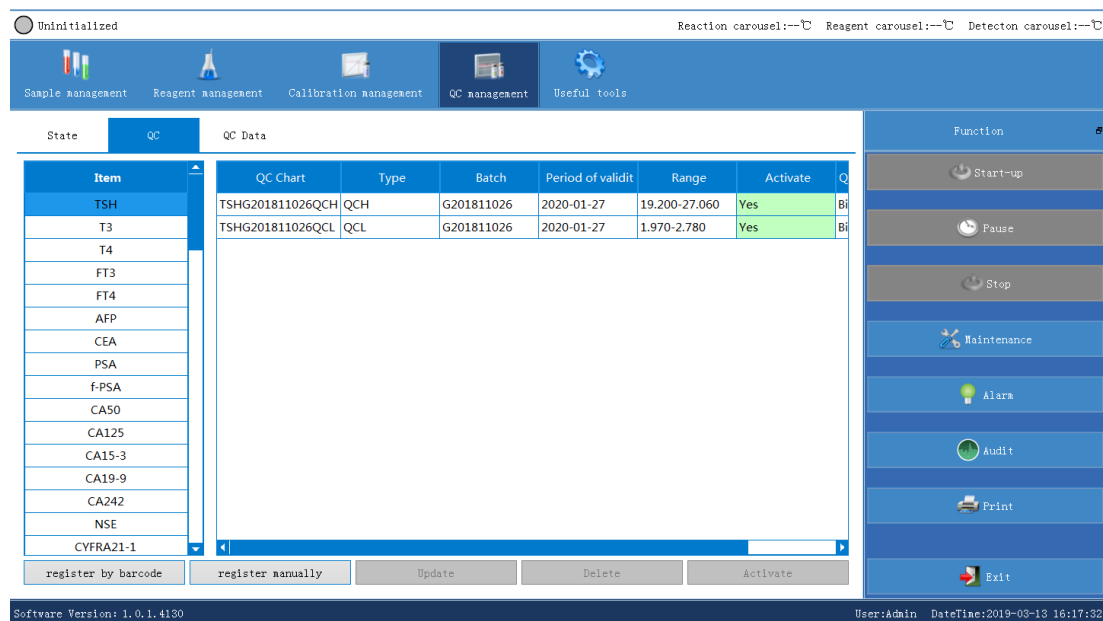 Uninitialized Reaction carousel:--℃ Reagent carousel:--℃ Detecton carousel:--℃
Sample management Reagent management Calibration management QC management Useful tools
State QC QC Data Function
Start-up
Pause
Stop
Maintenance
Alarm
Audit
Print
Exit
Item
TSH
T3
T4
FT3
FT4
AFP
CEA
PSA
f-PSA
CA50
CA125
CA15-3
CA19-9
CA242
NSE
CYFRA21-1
QC Chart Type Batch Period of validit Range Activate Q
TSHG201811026QCH QCH G201811026 2020-01-27 19.200-27.060 Yes Bi
TSHG201811026QCL QCL G201811026 2020-01-27 1.970-2.780 Yes Bi
register by barcode register manually Update Delete Activate
Software Version: 1.0.1.4130 User:Admin DateTime:2019-03-13 16:17:32